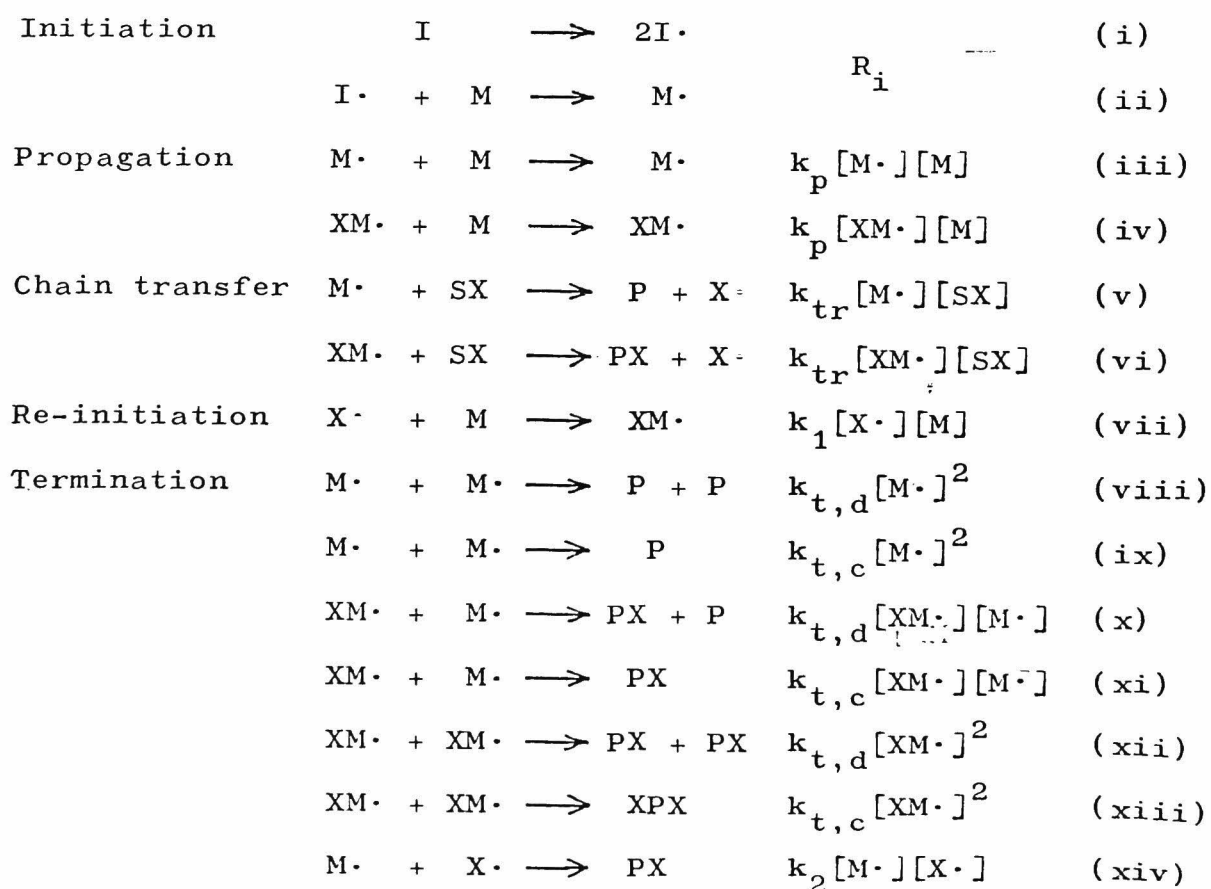 Initiation I ⟶ 2I· (i)
R_i
I· + M ⟶ M· (ii)
Propagation M· + M ⟶ M· k_p[M·][M] (iii)
XM· + M ⟶ XM· k_p[XM·][M] (iv)
Chain transfer M· + SX ⟶ P + X· k_tr[M·][SX] (v)
XM· + SX ⟶ PX + X· k_tr[XM·][SX] (vi)
Re-initiation X· + M ⟶ XM· k_1[X·][M] (vii)
Termination M· + M· ⟶ P + P k_t,d[M·]^2 (viii)
M· + M· ⟶ P k_t,c[M·]^2 (ix)
XM· + M· ⟶ PX + P k_t,d[XM·][M·] (x)
XM· + M· ⟶ PX k_t,c[XM·][M·] (xi)
XM· + XM· ⟶ PX + PX k_t,d[XM·]^2 (xii)
XM· + XM· ⟶ XPX k_t,c[XM·]^2 (xiii)
M· + X· ⟶ PX k_2[M·][X·] (xiv)